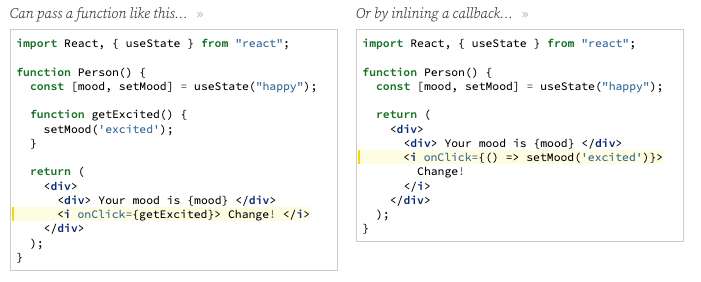 Can pass a function like this… »
import React, { useState } from "react";
function Person() {
  const [mood, setMood] = useState("happy");
  function getExcited() {
    setMood('excited');
  }
  return (
    <div>
      <div> Your mood is {mood} </div>
      <i onClick={getExcited}> Change! </i>
    </div>
  );
}
Or by inlining a callback… »
import React, { useState } from "react";
function Person() {
  const [mood, setMood] = useState("happy");
  return (
    <div>
      <div> Your mood is {mood} </div>
      <i onClick={() => setMood('excited')}>
        Change!
      </i>
    </div>
  );
}